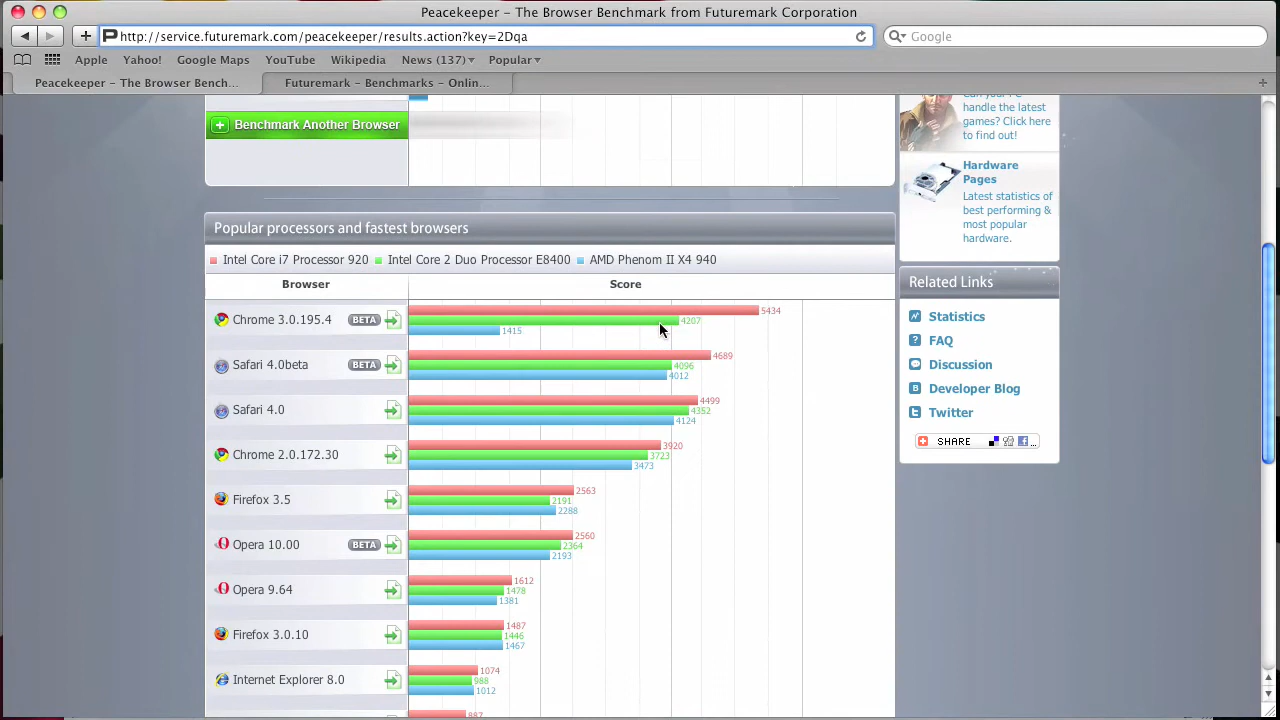 Peacekeeper – The Browser Benchmark from Futuremark Corporation
http://service.futuremark.com/peacekeeper/results.action?key=2Dqa
Google
Apple Yahoo! Google Maps YouTube Wikipedia News (137) Popular
Peacekeeper – The Browser Bench...
Futuremark – Benchmarks – Onlin...
Benchmark Another Browser
Popular processors and fastest browsers
Intel Core i7 Processor 920 Intel Core 2 Duo Processor E8400 AMD Phenom II X4 940
Browser Score
Chrome 3.0.195.4 BETA
5434
4207
1415
Safari 4.0beta BETA
4689
4096
4012
Safari 4.0
4499
4352
4124
Chrome 2.0.172.30
3920
3723
3473
Firefox 3.5
2563
2191
2288
Opera 10.00 BETA
2560
2364
2193
Opera 9.64
1612
1478
1381
Firefox 3.0.10
1487
1446
1467
Internet Explorer 8.0
1074
988
1012
887
Can your PC
handle the latest
games? Click here
to find out!
Hardware
Pages
Latest statistics of
best performing &
most popular
hardware.
Related Links
Statistics
FAQ
Discussion
Developer Blog
Twitter
SHARE ...